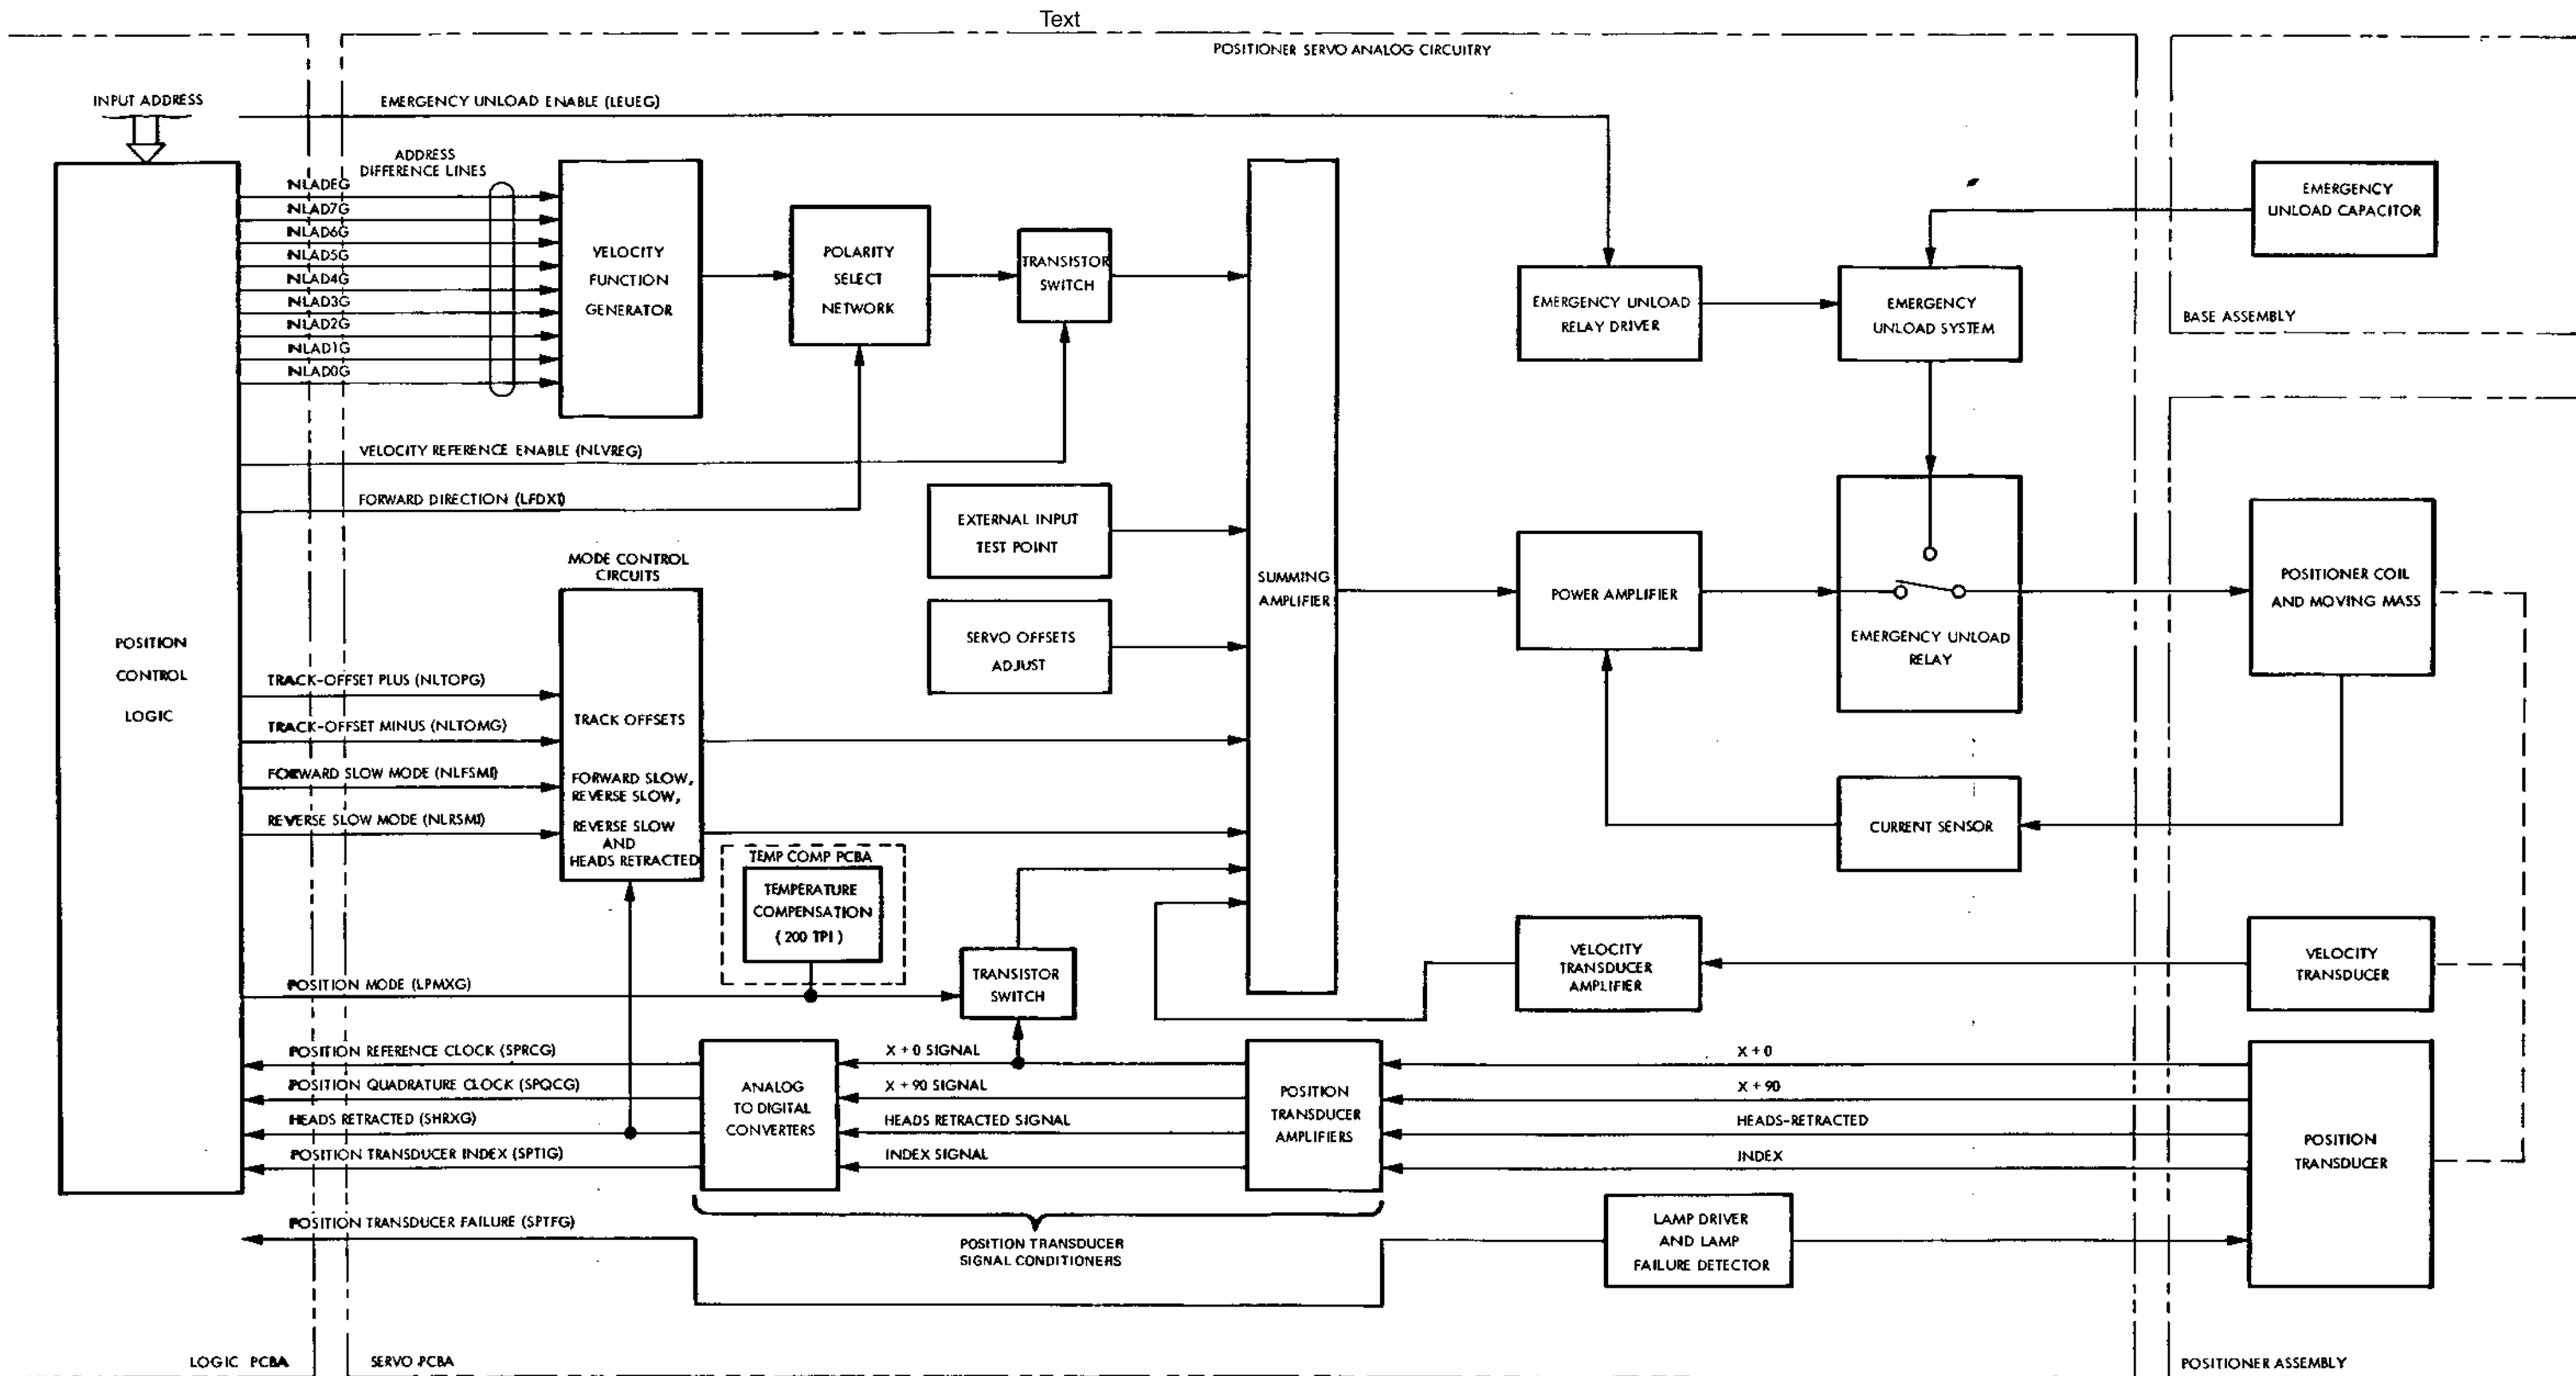 Text
POSITIONER SERVO ANALOG CIRCUITRY
INPUT ADDRESS
EMERGENCY UNLOAD ENABLE (LEUEG)
ADDRESS
DIFFERENCE LINES
NLADEG
NLAD7G
NLAD6G
NLAD5G
NLAD4G
NLAD3G
NLAD2G
NLAD1G
NLAD0G
VELOCITY
FUNCTION
GENERATOR
POLARITY
SELECT
NETWORK
TRANSISTOR
SWITCH
EMERGENCY UNLOAD
RELAY DRIVER
EMERGENCY
UNLOAD SYSTEM
EMERGENCY
UNLOAD CAPACITOR
BASE ASSEMBLY
VELOCITY REFERENCE ENABLE (NLVREG)
FORWARD DIRECTION (LFDXI)
EXTERNAL INPUT
TEST POINT
SERVO OFFSETS
ADJUST
SUMMING
AMPLIFIER
POWER AMPLIFIER
EMERGENCY UNLOAD
RELAY
POSITIONER COIL
AND MOVING MASS
POSITION
CONTROL
LOGIC
MODE CONTROL
CIRCUITS
TRACK-OFFSET PLUS (NLTOPG)
TRACK-OFFSET MINUS (NLTOMG)
FORWARD SLOW MODE (NLFSMI)
REVERSE SLOW MODE (NLRSMI)
TRACK OFFSETS
FORWARD SLOW,
REVERSE SLOW,
REVERSE SLOW
AND
HEADS RETRACTED
CURRENT SENSOR
TEMP COMP PCBA
TEMPERATURE
COMPENSATION
( 200 TPI )
POSITION MODE (LPMXG)
TRANSISTOR
SWITCH
VELOCITY
TRANSDUCER
AMPLIFIER
VELOCITY
TRANSDUCER
POSITION REFERENCE CLOCK (SPRCG)
POSITION QUADRATURE CLOCK (SPQCG)
HEADS RETRACTED (SHRXG)
POSITION TRANSDUCER INDEX (SPTIG)
ANALOG
TO DIGITAL
CONVERTERS
X + 0 SIGNAL
X + 90 SIGNAL
HEADS RETRACTED SIGNAL
INDEX SIGNAL
POSITION
TRANSDUCER
AMPLIFIERS
X + 0
X + 90
HEADS-RETRACTED
INDEX
POSITION
TRANSDUCER
POSITION TRANSDUCER FAILURE (SPTFG)
POSITION TRANSDUCER
SIGNAL CONDITIONERS
LAMP DRIVER
AND LAMP
FAILURE DETECTOR
LOGIC PCBA
SERVO PCBA
POSITIONER ASSEMBLY